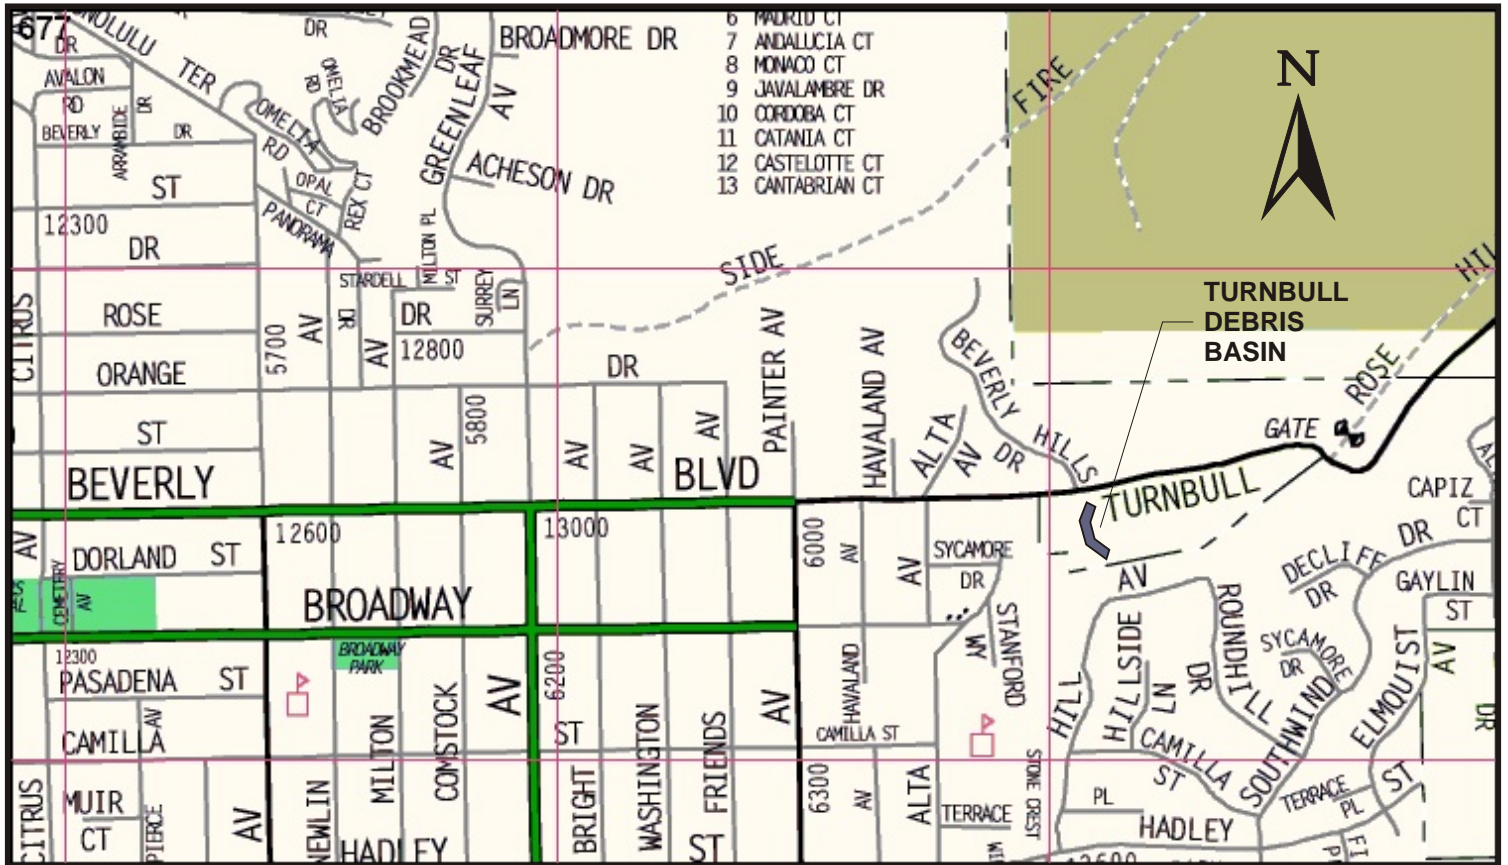 677
HONOLULU
TER
DR
DR
BROOKMEAD
DR
BROADMORE DR
6 MADRID CT
7 ANDALUCIA CT
8 MONACO CT
9 JAVALAMBRE DR
10 CORDOBA CT
11 CATANIA CT
12 CASTELOTTE CT
13 CANTABRIAN CT
FIRE
N
AVALON
RD
DR
ARRAMBIDE
BEVERLY
DR
OMELIA
RD
OMELIA
RD
GREENLEAF
AV
ACHESON DR
ST
OPAL
CT
REX CT
PANORAMA
DR
12300
DR
MILTON PL
STARDELL
ST
SURREY
LN
SIDE
HIL
CITRUS
ROSE
AV
5700
AV
DR
12800
DR
PAINTER AV
HAVALAND AV
BEVERLY
HILLS
DR
TURNBULL
DEBRIS
BASIN
ORANGE
5800
ROSE
ST
AV
AV
AV
AV
ALTA
AV
GATE
BEVERLY
BLVD
TURNBULL
CAPIZ
CT
AV
DORLAND ST
12600
13000
6000
AV
AV
SYCAMORE
DR
AV
DECLIFF
DR
DR
GAYLIN
ST
CEMETERY
AV
BROADWAY
STANFORD
WY
HILLSIDE
LN
ROUNDHILL
DR
SYCAMORE
DR
ELMQUIST
AV
12300
PASADENA ST
BROADWAY
PARK
6200
HAVALAND
HILL
DR
CAMILLA
AV
MILTON
COMSTOCK
AV
ST
WASHINGTON
FRIENDS
AV
CAMILLA ST
CAMILLA
ST
SOUTHWIND
CITRUS
MUIR
CT
PIERCE
AV
NEWLIN
BRIGHT
6300
AV
ALTA
TERRACE
STONE CREST
PL
TERRACE
PL
ST
HADLEY
ST
HADLEY
12600